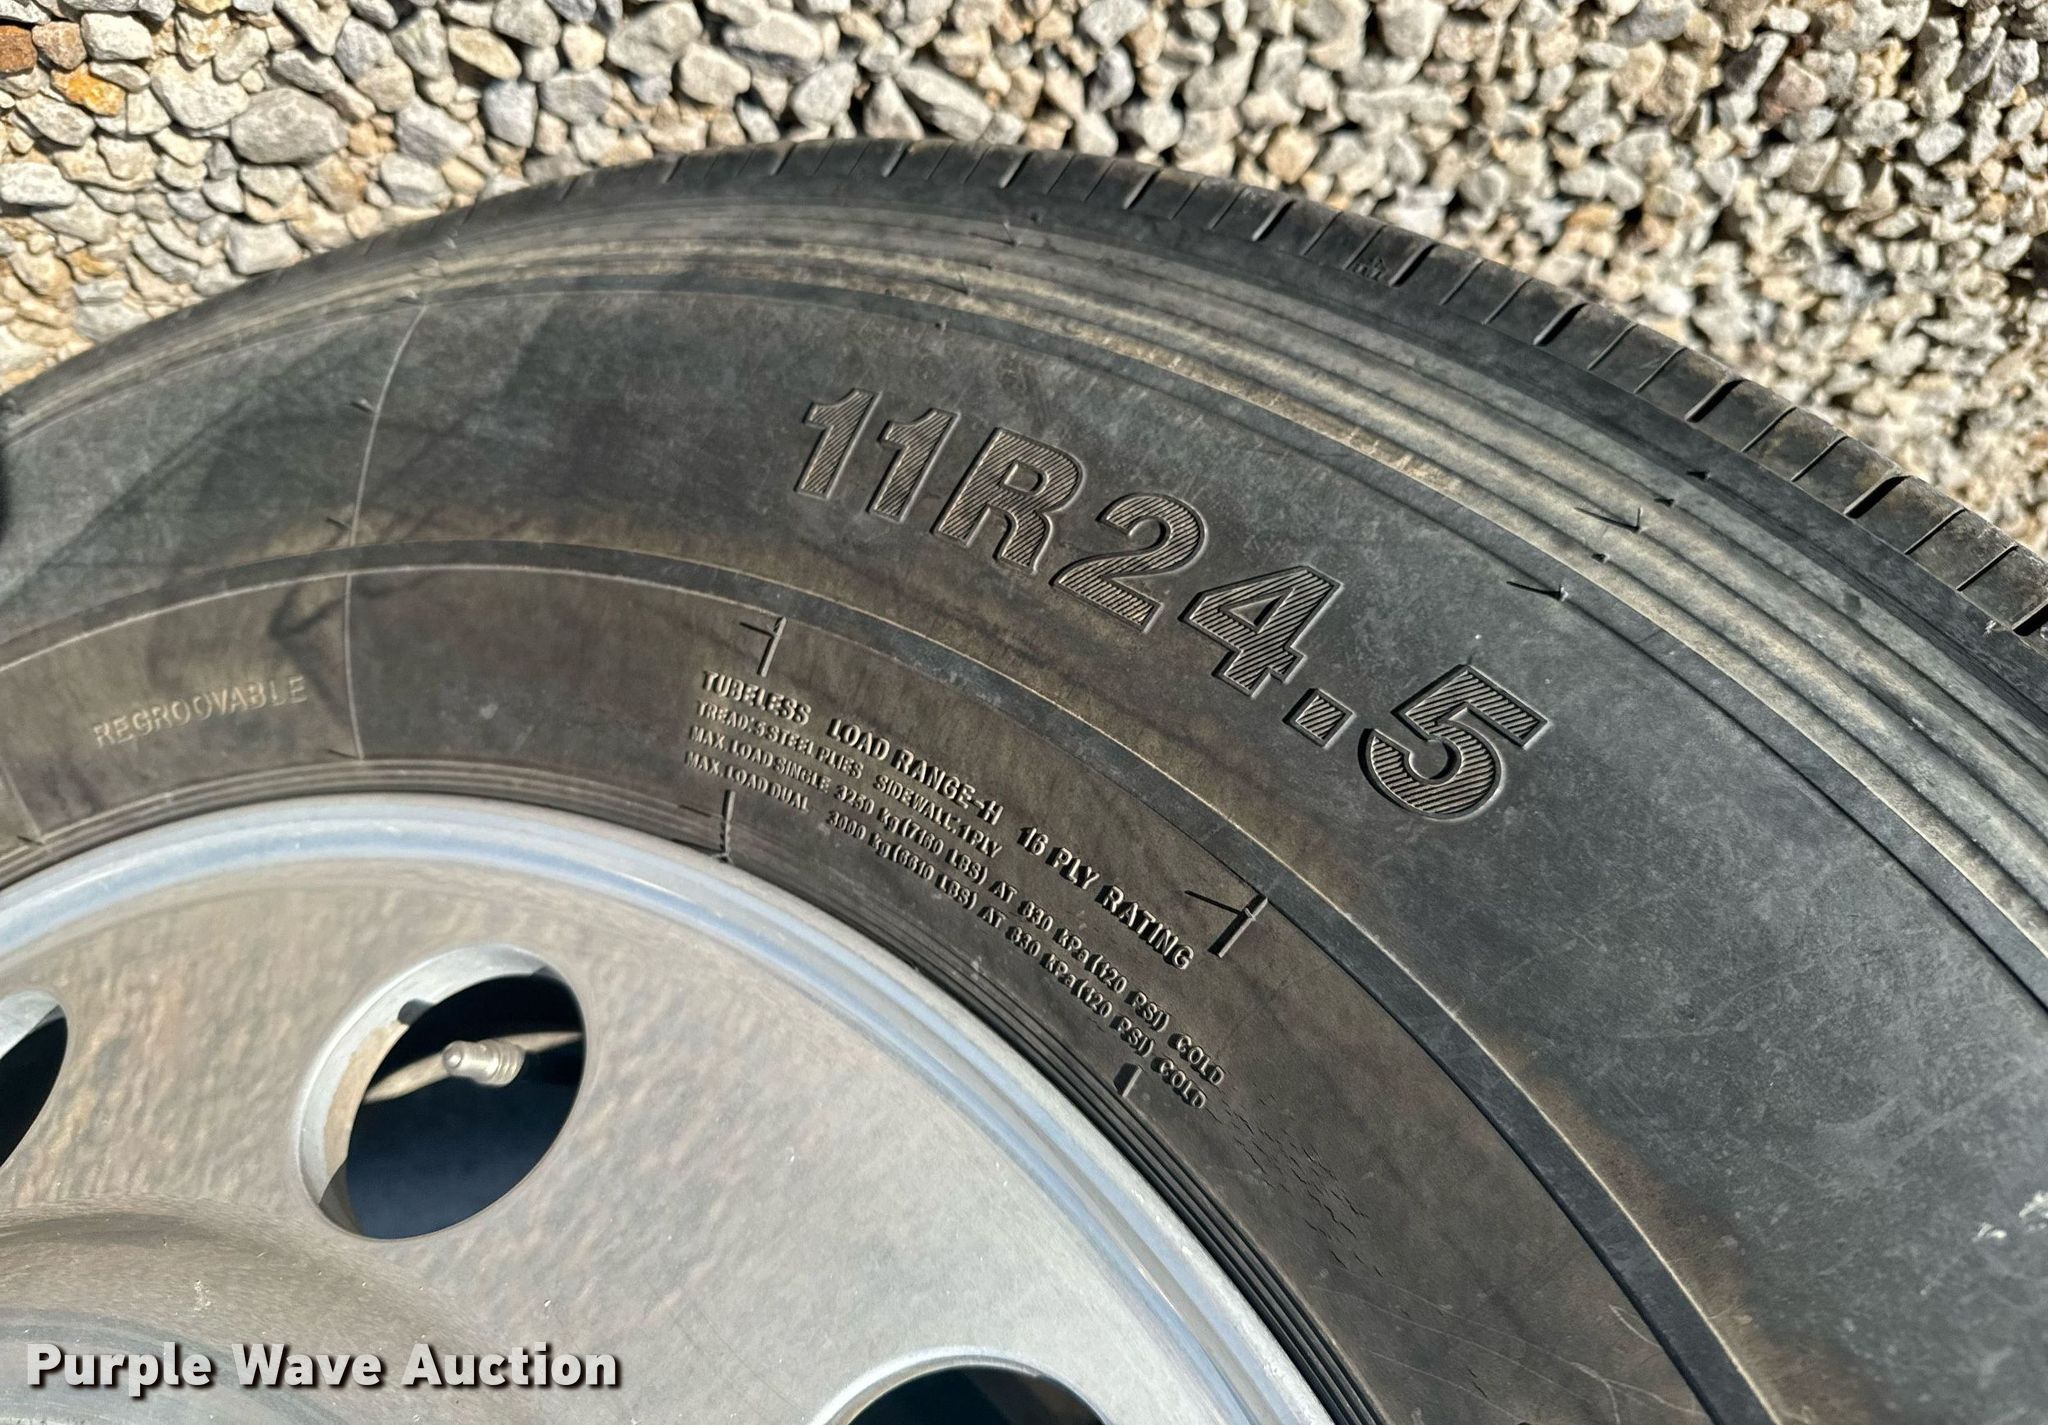 11R24.5
REGROOVABLE
TUBELESS LOAD RANGE-H 16 PLY RATING
TREAD:5 STEEL PLIES SIDEWALL:1PLY
MAX LOAD SINGLE 3250 kg(7160 LBS) AT 830 kPa(120 PSI) COLD
MAX LOAD DUAL 3000 kg(6610 LBS) AT 830 kPa(120 PSI) COLD
Purple Wave Auction